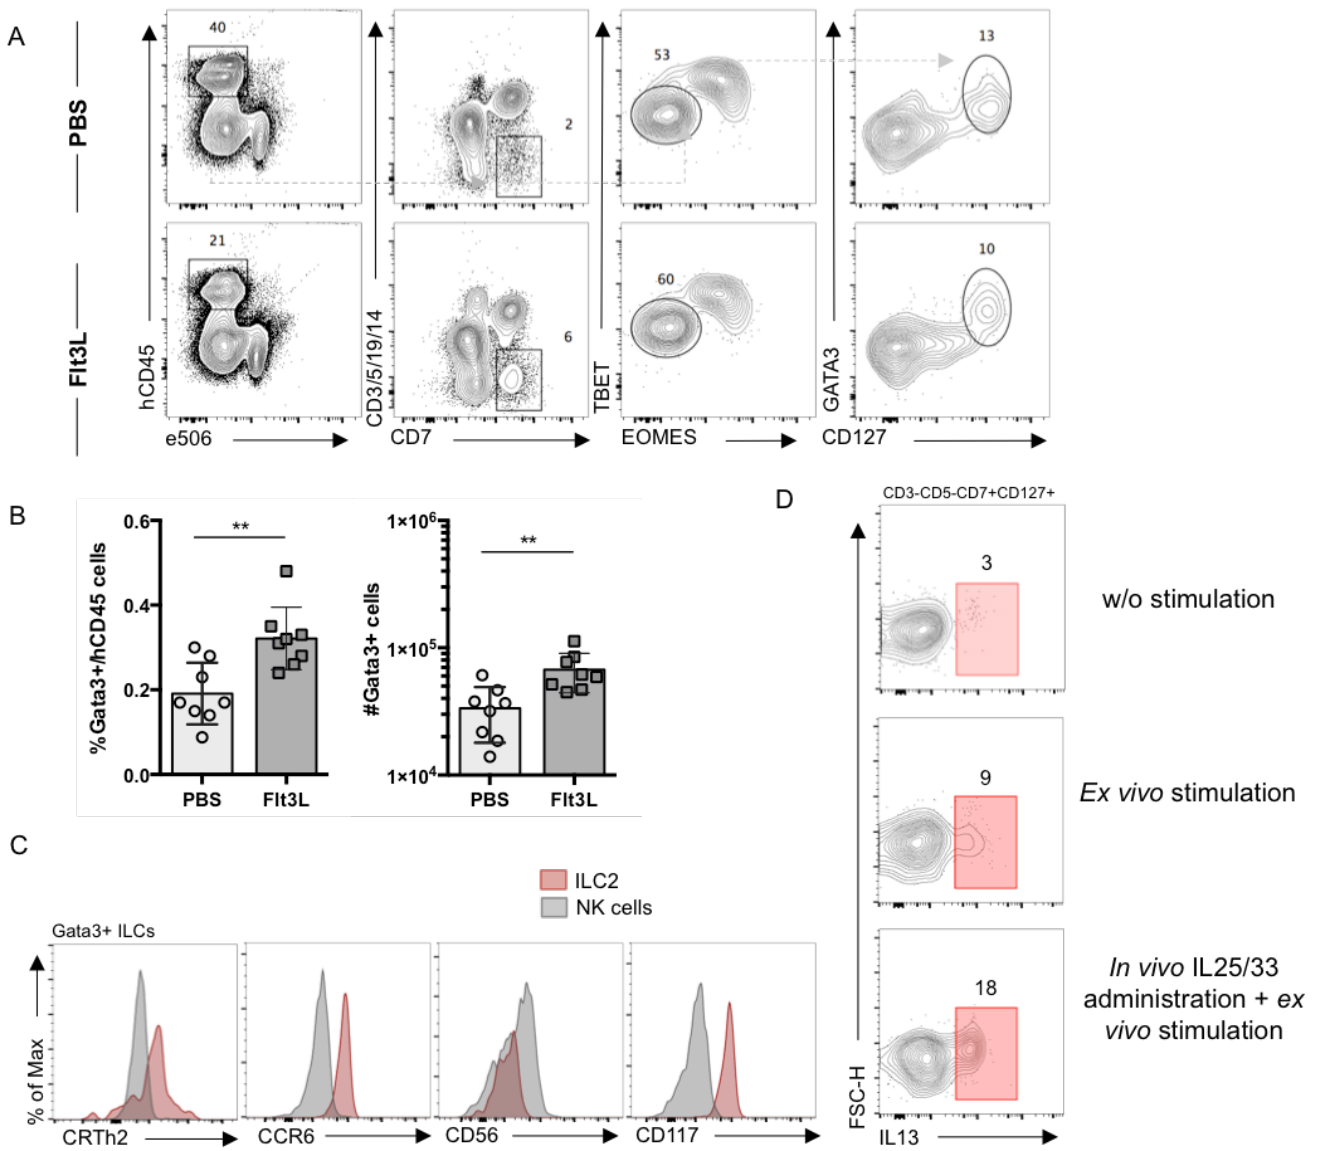 A
PBS
40
2
53
13
Flt3L
21
6
60
10
hCD45
e506
CD3/5/19/14
CD7
TBET
EOMES
GATA3
CD127
B
%Gata3+/hCD45 cells
0.6
0.4
0.2
0.0
**
PBS
Flt3L
#Gata3+ cells
1×10⁶
1×10⁵
1×10⁴
**
PBS
Flt3L
C
ILC2
NK cells
Gata3+ ILCs
% of Max
CRTh2
CCR6
CD56
CD117
D
CD3-CD5-CD7+CD127+
3
w/o stimulation
9
Ex vivo stimulation
18
In vivo IL25/33
administration + ex
vivo stimulation
FSC-H
IL13